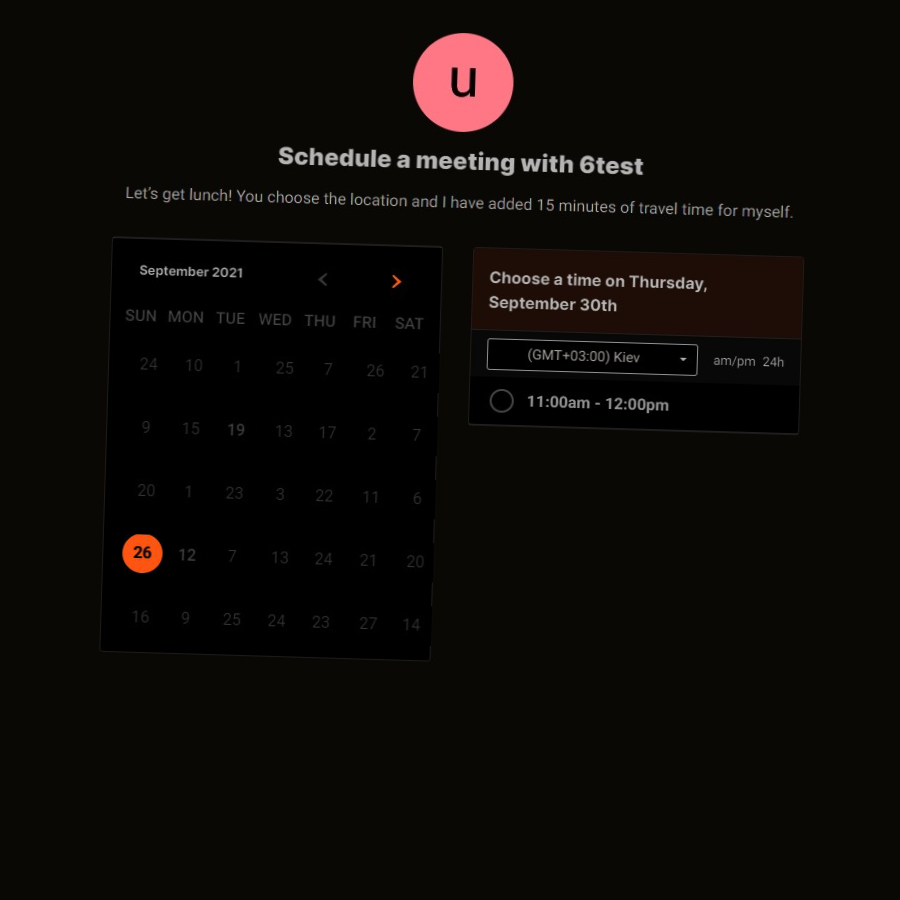 u
Schedule a meeting with 6test
Let's get lunch! You choose the location and I have added 15 minutes of travel time for myself.
September 2021
SUN MON TUE WED THU FRI SAT
24 10 1 25 7 26 21
9 15 19 13 17 2 7
20 1 23 3 22 11 6
26 12 7 13 24 21 20
16 9 25 24 23 27 14
Choose a time on Thursday,
September 30th
(GMT+03:00) Kiev am/pm 24h
11:00am - 12:00pm